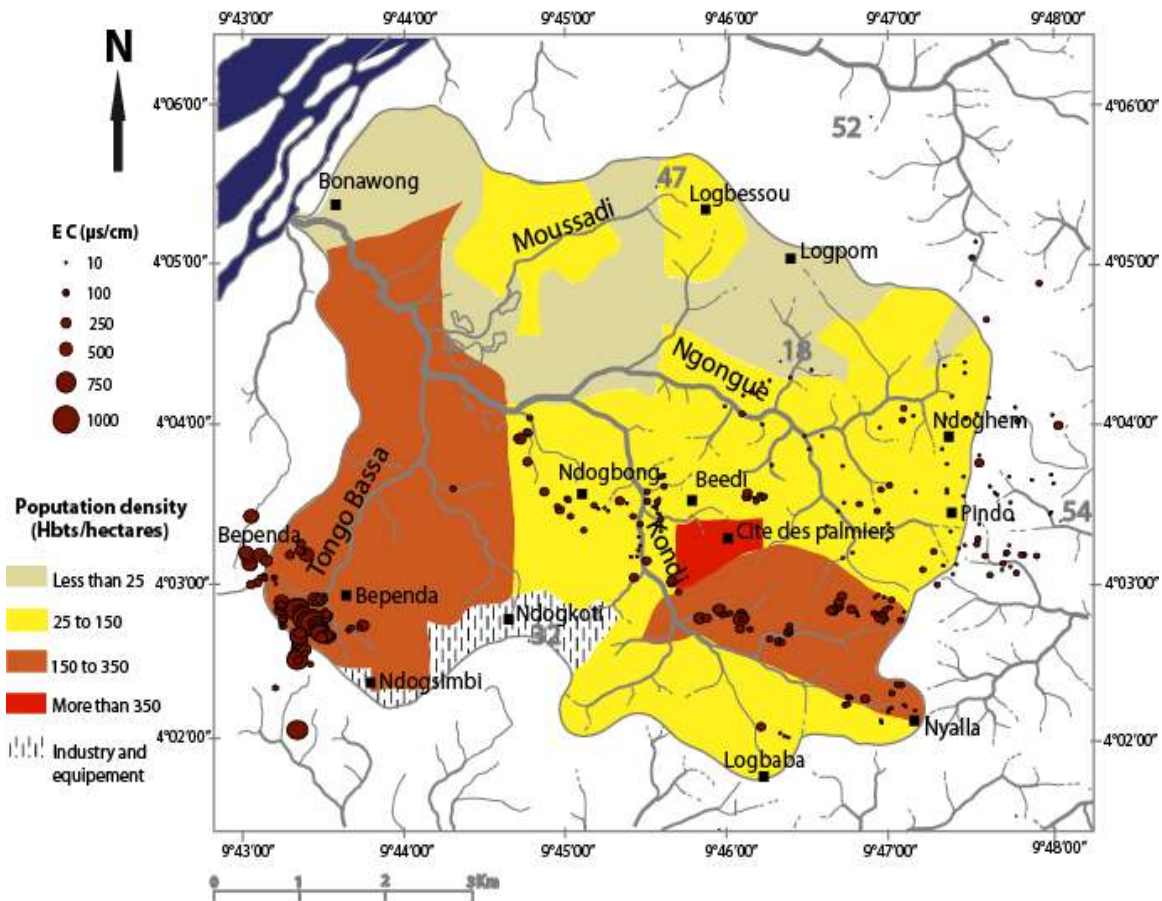 9°43'00" 9°44'00" 9°45'00" 9°46'00" 9°47'00" 9°48'00"
N
4°06'00" 4°06'00"
52
Bonawong
47
Logbessou
Moussadi
E C (µs/cm)
10
100
250
500
750
1000
4°05'00" 4°05'00"
Logpom
18
Ngongue
4°04'00" 4°04'00"
Ndoghem
Ndogbong
Beedi
Tongo Bassa
Kondi
Poputation density
(Hbts/hectares)
Less than 25
25 to 150
150 to 350
More than 350
Industry and
equipement
Bependa
Pindo
54
Cite des palmiers
4°03'00" 4°03'00"
Bependa
Ndogkoti
32
Ndogsimbi
Nyalla
4°02'00" 4°02'00"
Logbaba
9°43'00" 9°44'00" 9°45'00" 9°46'00" 9°47'00" 9°48'00"
0 1 2 3Km